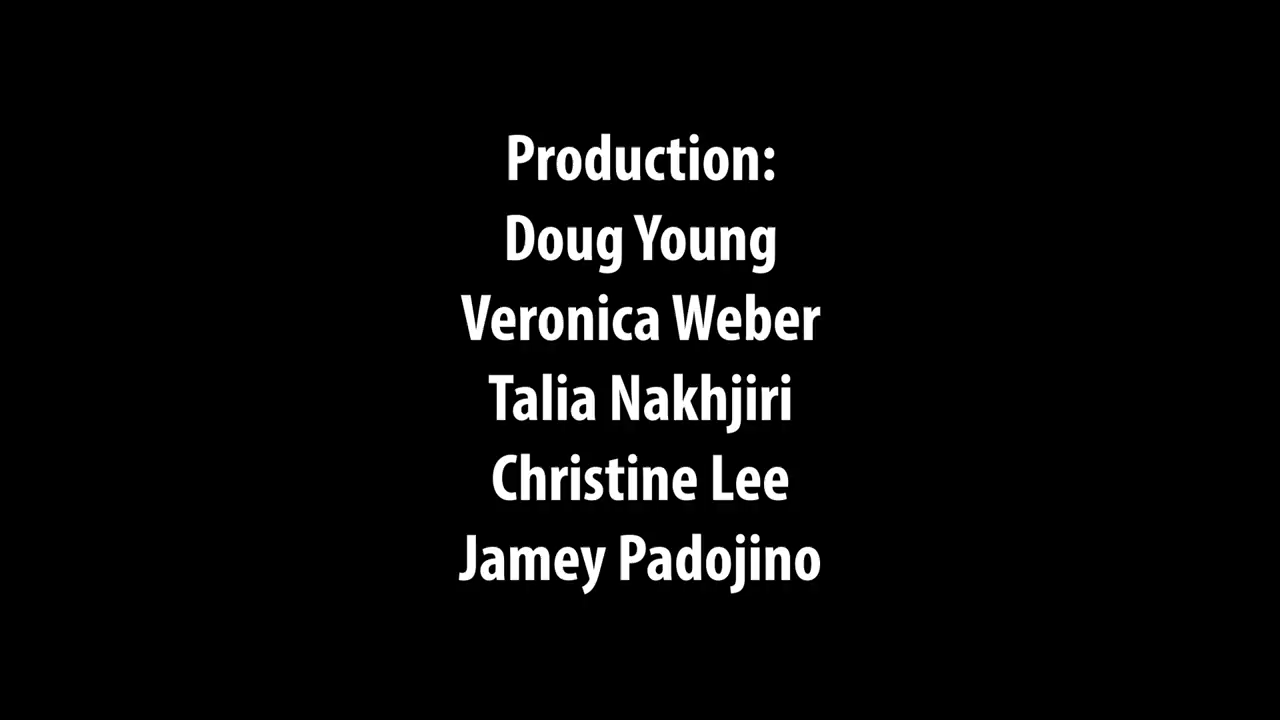 Production:
Doug Young
Veronica Weber
Talia Nakhjiri
Christine Lee
Jamey Padojino